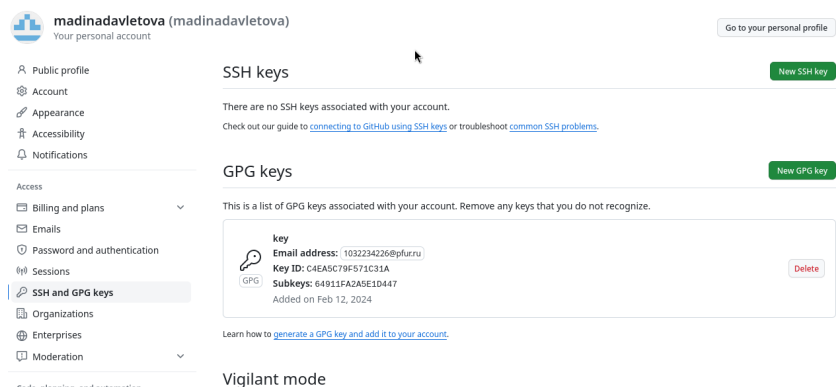 madinadavletova (madinadavletova)
Your personal account
Go to your personal profile
Public profile
Account
Appearance
Accessibility
Notifications
Access
Billing and plans
Emails
Password and authentication
Sessions
SSH and GPG keys
Organizations
Enterprises
Moderation
SSH keys
New SSH key
There are no SSH keys associated with your account.
Check out our guide to connecting to GitHub using SSH keys or troubleshoot common SSH problems.
GPG keys
New GPG key
This is a list of GPG keys associated with your account. Remove any keys that you do not recognize.
GPG
key
Email address: 1032234226@pfur.ru
Key ID: C4EA5C79F571C31A
Subkeys: 64911FA2A5E1D447
Added on Feb 12, 2024
Delete
Learn how to generate a GPG key and add it to your account.
Vigilant mode